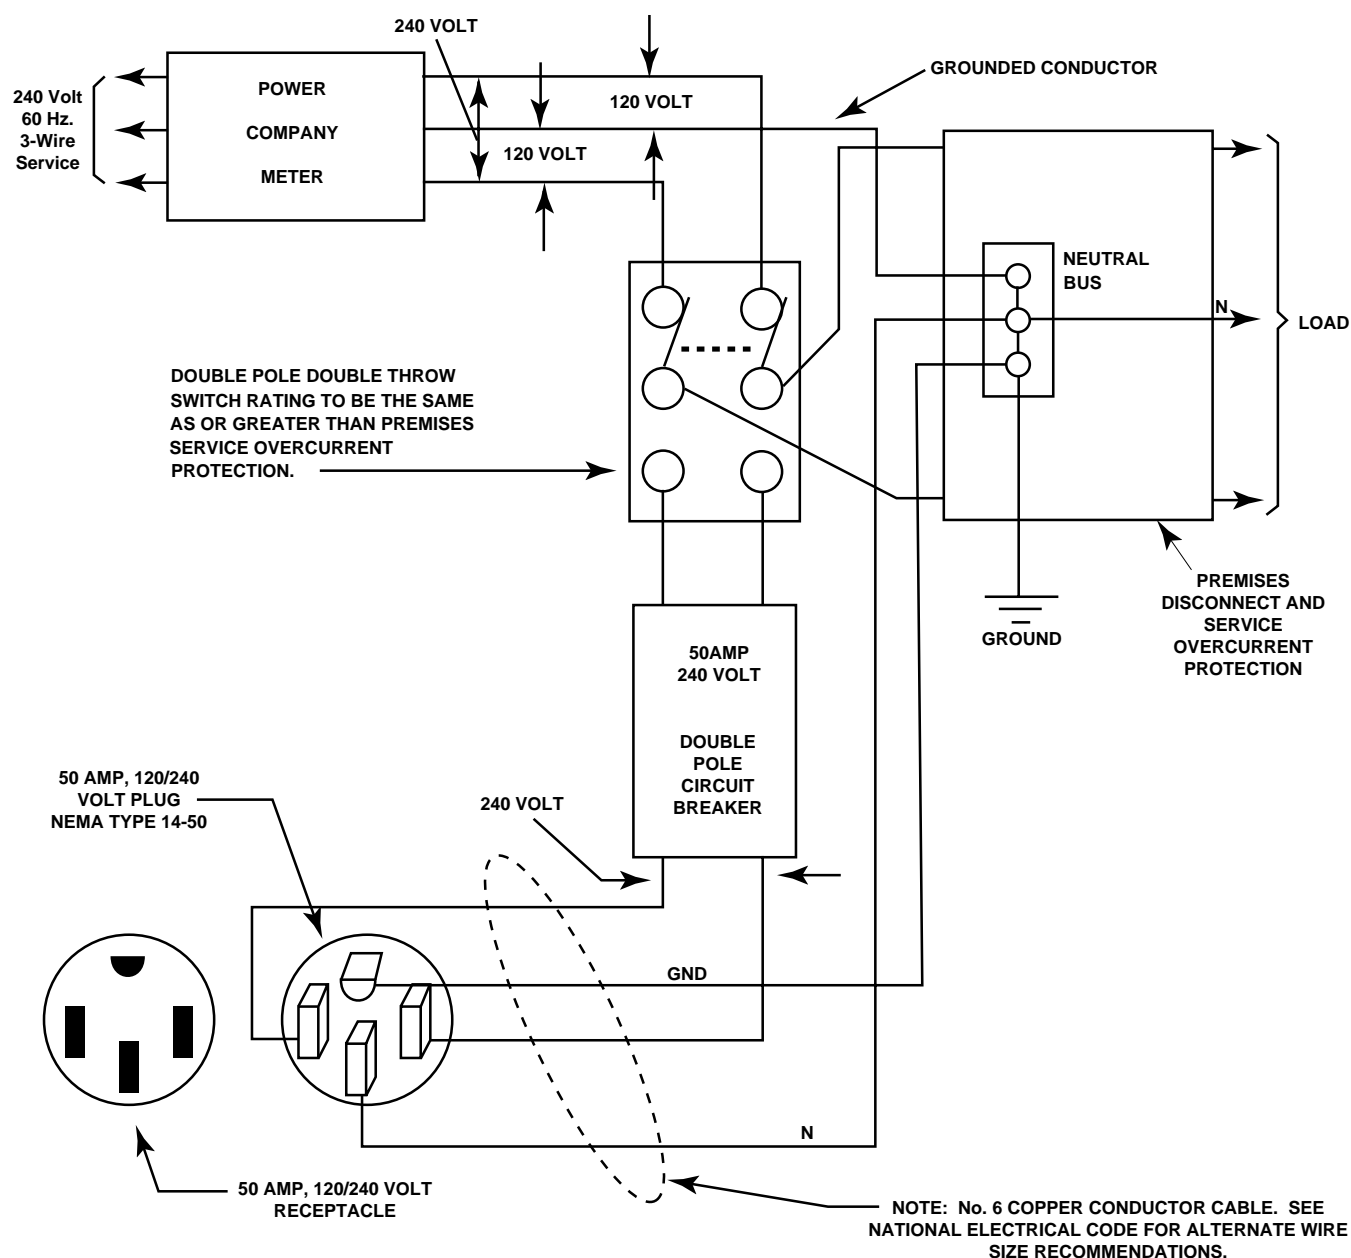 240 VOLT
GROUNDED CONDUCTOR
240 Volt
60 Hz.
3-Wire
Service
POWER
COMPANY
METER
120 VOLT
120 VOLT
NEUTRAL
BUS
N
LOAD
DOUBLE POLE DOUBLE THROW
SWITCH RATING TO BE THE SAME
AS OR GREATER THAN PREMISES
SERVICE OVERCURRENT
PROTECTION.
PREMISES
DISCONNECT AND
SERVICE
OVERCURRENT
PROTECTION
GROUND
50AMP
240 VOLT
DOUBLE
POLE
CIRCUIT
BREAKER
50 AMP, 120/240
VOLT PLUG
NEMA TYPE 14-50
240 VOLT
GND
N
50 AMP, 120/240 VOLT
RECEPTACLE
NOTE: No. 6 COPPER CONDUCTOR CABLE. SEE
NATIONAL ELECTRICAL CODE FOR ALTERNATE WIRE
SIZE RECOMMENDATIONS.